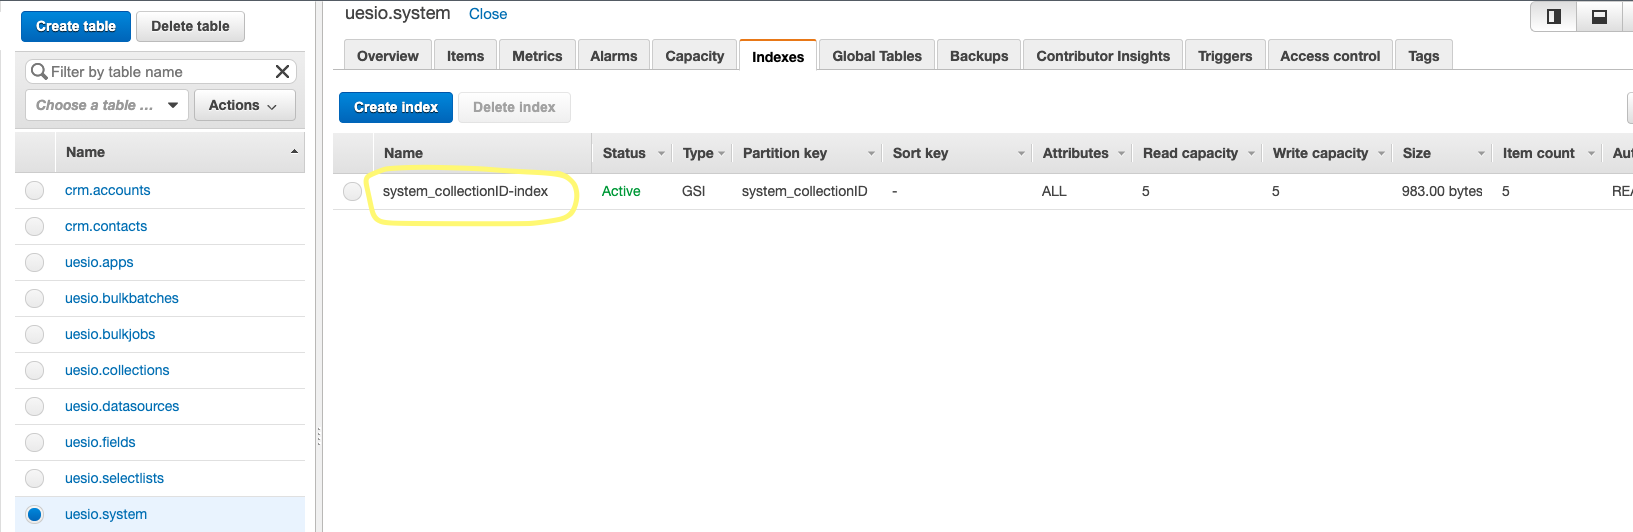 Create table Delete table
Filter by table name
Choose a table ... Actions
Name
crm.accounts
crm.contacts
uesio.apps
uesio.bulkbatches
uesio.bulkjobs
uesio.collections
uesio.datasources
uesio.fields
uesio.selectlists
uesio.system
uesio.system Close
Overview Items Metrics Alarms Capacity Indexes Global Tables Backups Contributor Insights Triggers Access control Tags
Create index Delete index
Name Status Type Partition key Sort key Attributes Read capacity Write capacity Size Item count Aut
system_collectionID-index Active GSI system_collectionID - ALL 5 5 983.00 bytes 5 REA